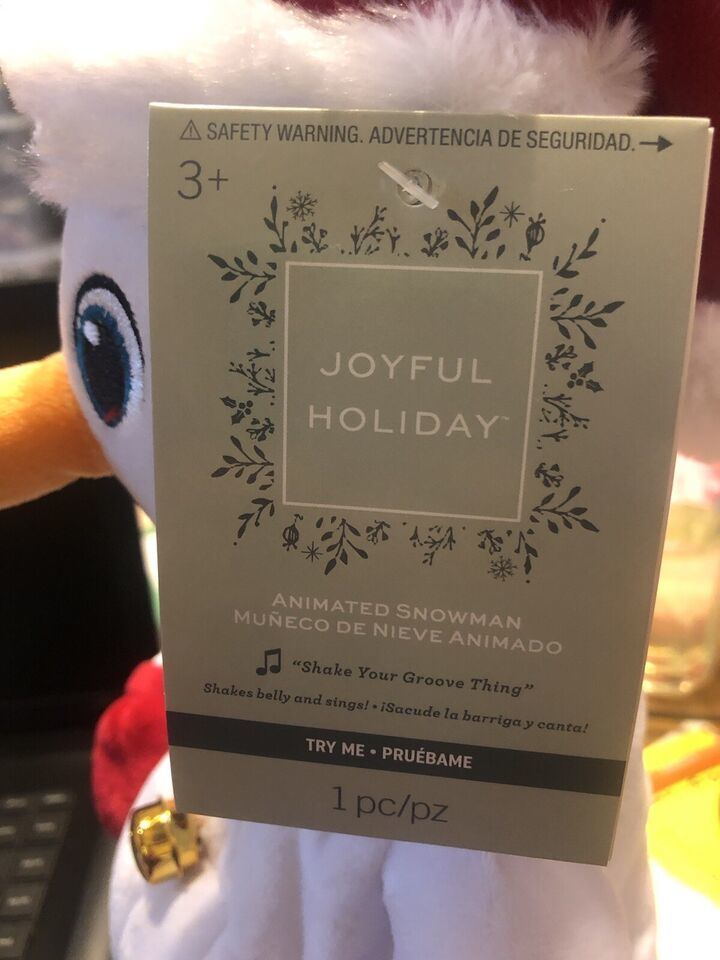 ⚠ SAFETY WARNING. ADVERTENCIA DE SEGURIDAD. →
3+
JOYFUL
HOLIDAY™
ANIMATED SNOWMAN
MUÑECO DE NIEVE ANIMADO
♫ “Shake Your Groove Thing”
Shakes belly and sings! • ¡Sacude la barriga y canta!
TRY ME • PRUÉBAME
1 pc/pz